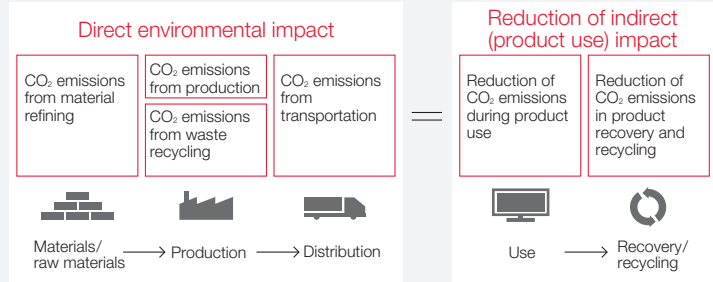 Direct environmental impact
CO₂ emissions
from material
refining
CO₂ emissions
from production
CO₂ emissions
from waste
recycling
CO₂ emissions
from
transportation
Materials/
raw materials
Production
Distribution
Reduction of indirect
(product use) impact
Reduction of
CO₂ emissions
during product
use
Reduction of
CO₂ emissions
in product
recovery and
recycling
Use
Recovery/
recycling